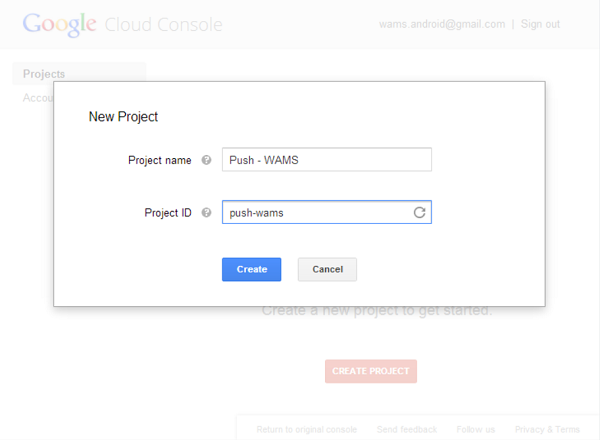 Google Cloud Console
wams.android@gmail.com | Sign out
Projects
Accou
New Project
Project name ? Push - WAMS
Project ID ? push-wams
Create Cancel
Create a new project to get started.
CREATE PROJECT
Return to original console Send feedback Follow us Privacy & Terms